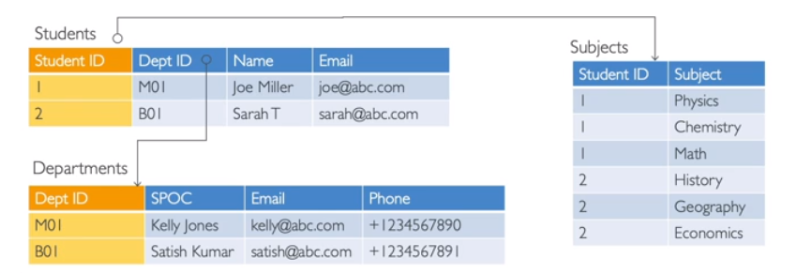 Students
Student ID Dept ID Name Email
1 M01 Joe Miller joe@abc.com
2 B01 Sarah T sarah@abc.com
Departments
Dept ID SPOC Email Phone
M01 Kelly Jones kelly@abc.com +1234567890
B01 Satish Kumar satish@abc.com +1234567891
Subjects
Student ID Subject
1 Physics
1 Chemistry
1 Math
2 History
2 Geography
2 Economics